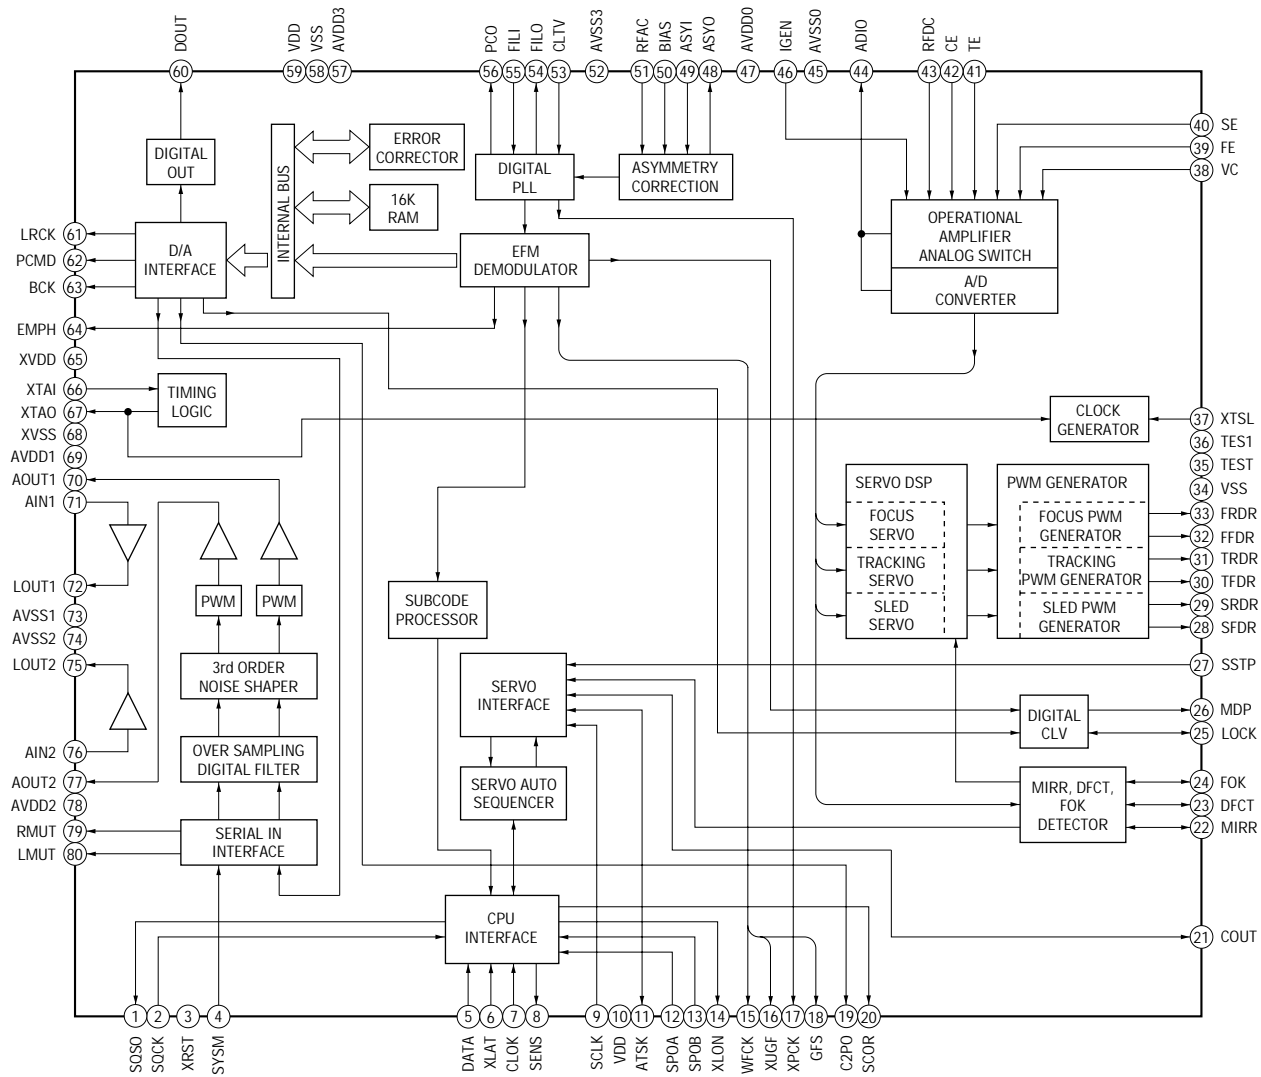 DOUT
VDD
VSS
AVDD3
PCO
FILI
FILO
CLTV
AVSS3
RFAC
BIAS
ASYI
ASYO
AVDD0
IGEN
AVSS0
ADIO
RFDC
CE
TE
60
59
58
57
56
55
54
53
52
51
50
49
48
47
46
45
44
43
42
41
40 SE
39 FE
38 VC
DIGITAL
OUT
INTERNAL BUS
ERROR
CORRECTOR
16K
RAM
DIGITAL
PLL
ASYMMETRY
CORRECTION
OPERATIONAL
AMPLIFIER
ANALOG SWITCH
A/D
CONVERTER
LRCK 61
PCMD 62
BCK 63
D/A
INTERFACE
EFM
DEMODULATOR
EMPH 64
XVDD 65
XTAI 66
XTAO 67
XVSS 68
AVDD1 69
AOUT1 70
AIN1 71
TIMING
LOGIC
CLOCK
GENERATOR
37 XTSL
36 TES1
35 TEST
34 VSS
33 FRDR
32 FFDR
31 TRDR
30 TFDR
29 SRDR
28 SFDR
SERVO DSP
FOCUS
SERVO
TRACKING
SERVO
SLED
SERVO
PWM GENERATOR
FOCUS PWM
GENERATOR
TRACKING
PWM GENERATOR
SLED PWM
GENERATOR
LOUT1 72
AVSS1 73
AVSS2 74
LOUT2 75
PWM
PWM
SUBCODE
PROCESSOR
3rd ORDER
NOISE SHAPER
SERVO
INTERFACE
27 SSTP
26 MDP
25 LOCK
DIGITAL
CLV
AIN2 76
AOUT2 77
AVDD2 78
RMUT 79
LMUT 80
OVER SAMPLING
DIGITAL FILTER
SERVO AUTO
SEQUENCER
MIRR, DFCT,
FOK
DETECTOR
24 FOK
23 DFCT
22 MIRR
SERIAL IN
INTERFACE
CPU
INTERFACE
21 COUT
1
2
3
4
5
6
7
8
9
10
11
12
13
14
15
16
17
18
19
20
SQSO
SQCK
XRST
SYSM
DATA
XLAT
CLOK
SENS
SCLK
VDD
ATSK
SPOA
SPOB
XLON
WFCK
XUGF
XPCK
GFS
C2PO
SCOR